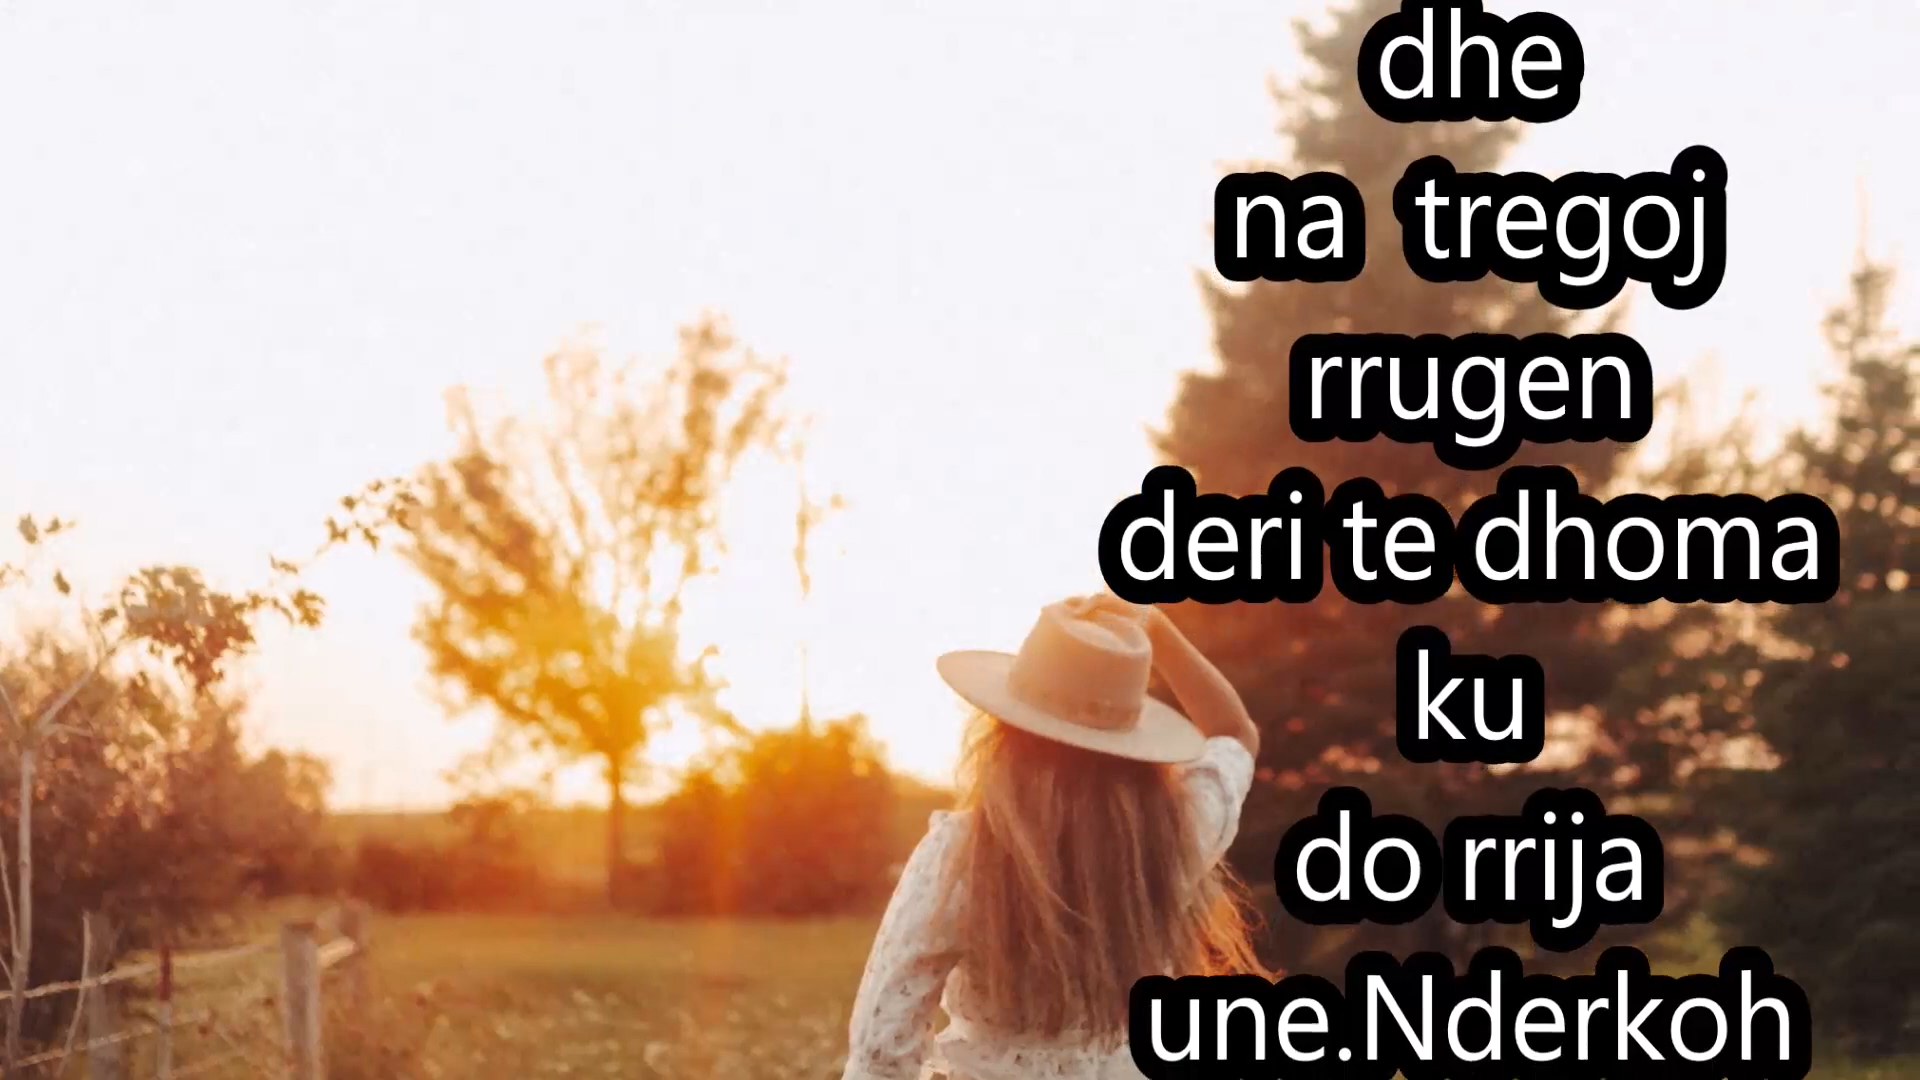 dhe
na  tregoj
rrugen
deri te dhoma
ku
do rrija
une.Nderkoh